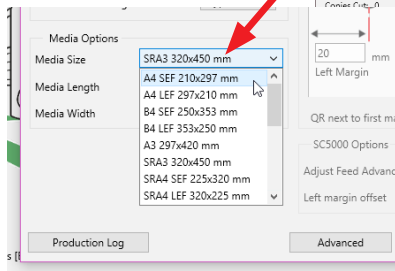 Copies Cut: 0
Media Options
Media Size
SRA3 320x450 mm
A4 SEF 210x297 mm
A4 LEF 297x210 mm
B4 SEF 250x353 mm
B4 LEF 353x250 mm
A3 297x420 mm
SRA3 320x450 mm
SRA4 SEF 225x320 mm
SRA4 LEF 320x225 mm
Media Length
Media Width
20 mm
Left Margin
QR next to first ma
SC5000 Options
Adjust Feed Advanc
Left margin offset
Production Log
Advanced